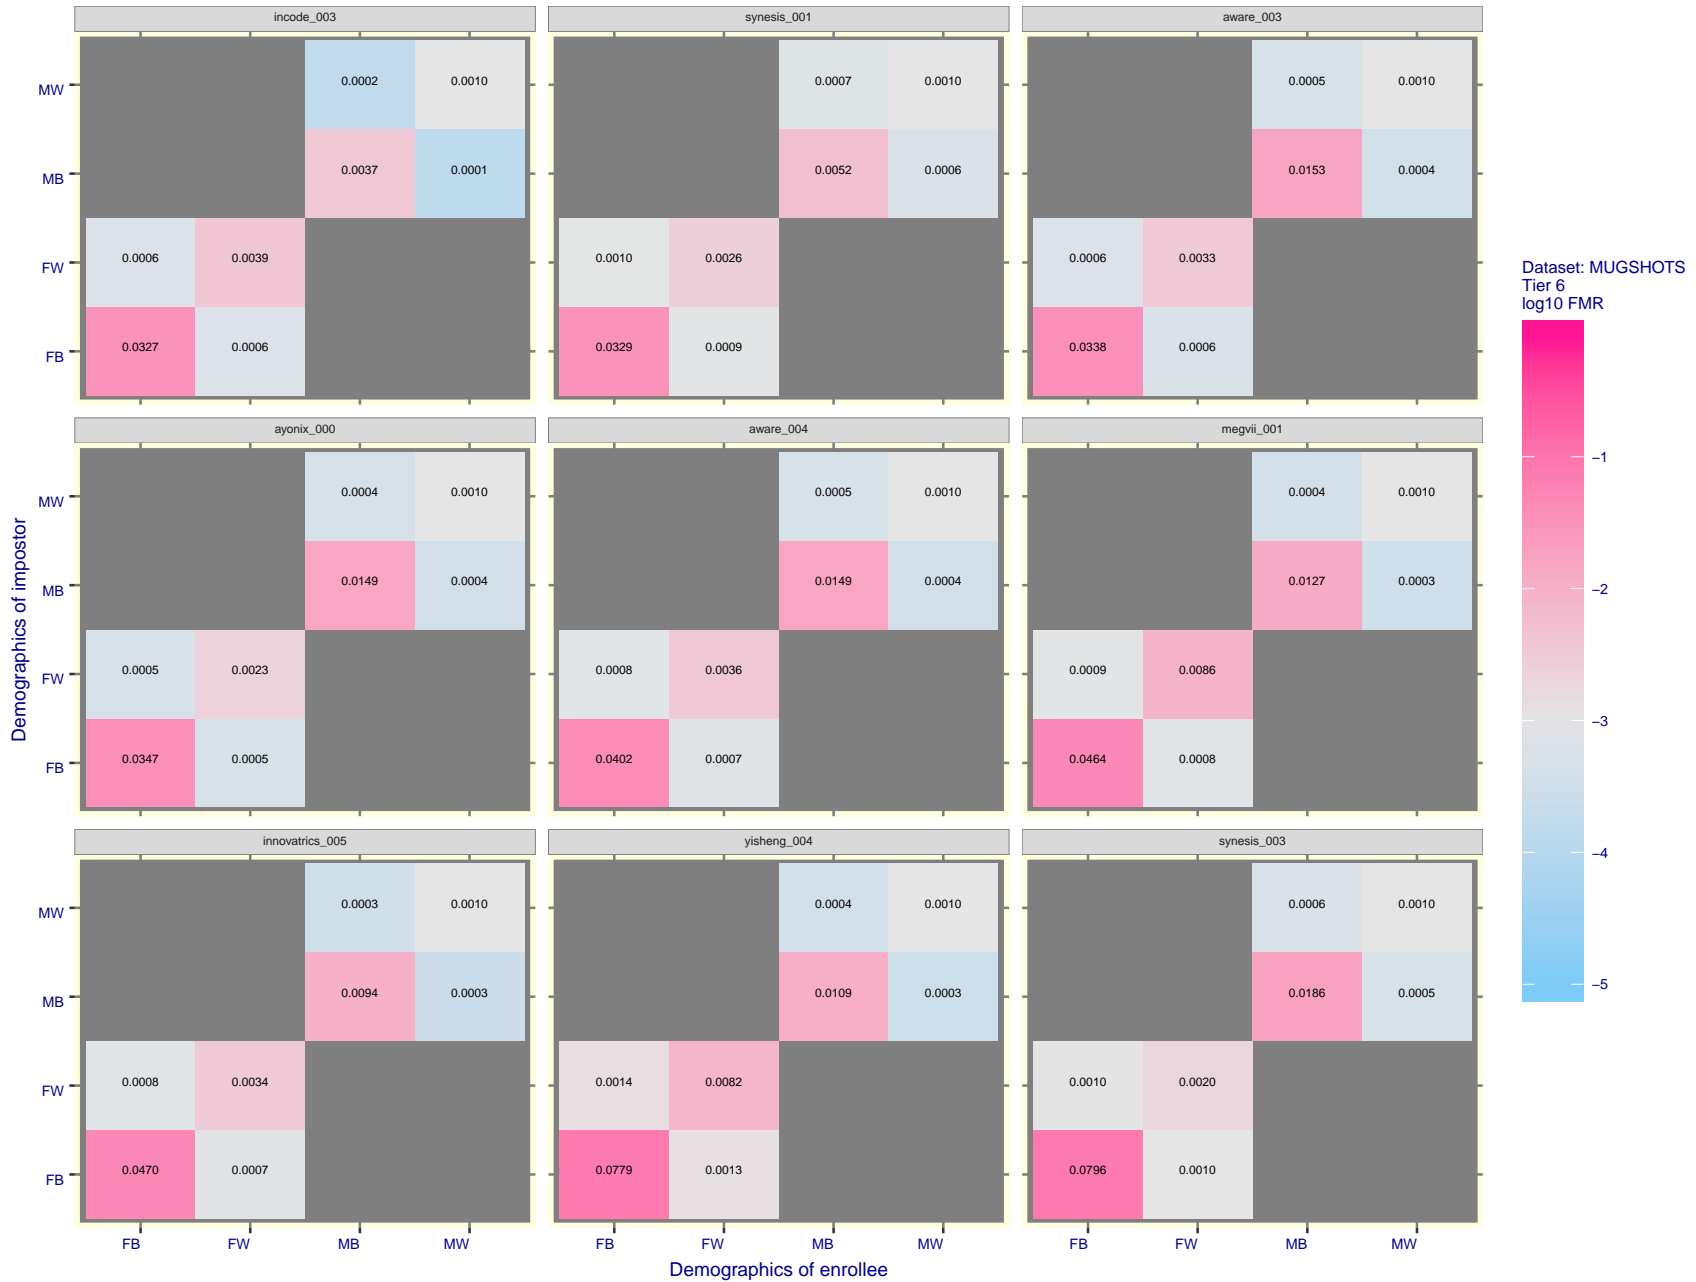 incode_003
synesis_001
aware_003
MW
0.0002
0.0010
0.0007
0.0010
0.0005
0.0010
MB
0.0037
0.0001
0.0052
0.0006
0.0153
0.0004
FW
0.0006
0.0039
0.0010
0.0026
0.0006
0.0033
FB
0.0327
0.0006
0.0329
0.0009
0.0338
0.0006
ayonix_000
aware_004
megvii_001
MW
0.0004
0.0010
0.0005
0.0010
0.0004
0.0010
MB
0.0149
0.0004
0.0149
0.0004
0.0127
0.0003
FW
0.0005
0.0023
0.0008
0.0036
0.0009
0.0086
FB
0.0347
0.0005
0.0402
0.0007
0.0464
0.0008
innovatrics_005
yisheng_004
synesis_003
MW
0.0003
0.0010
0.0004
0.0010
0.0006
0.0010
MB
0.0094
0.0003
0.0109
0.0003
0.0186
0.0005
FW
0.0008
0.0034
0.0014
0.0082
0.0010
0.0020
FB
0.0470
0.0007
0.0779
0.0013
0.0796
0.0010
FB FW MB MW
FB FW MB MW
FB FW MB MW
Demographics of enrollee
Demographics of impostor
Dataset: MUGSHOTS
Tier 6
log10 FMR
−1
−2
−3
−4
−5